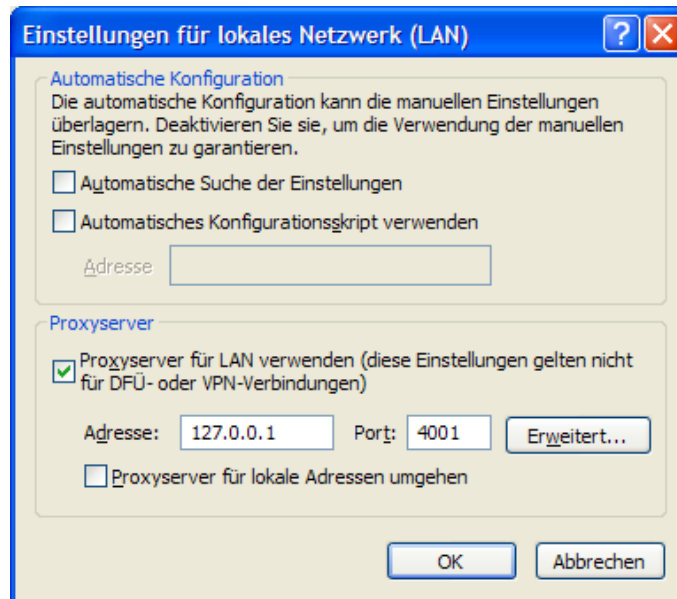 Einstellungen für lokales Netzwerk (LAN)
Automatische Konfiguration
Die automatische Konfiguration kann die manuellen Einstellungen
überlagern. Deaktivieren Sie sie, um die Verwendung der manuellen
Einstellungen zu garantieren.
Automatische Suche der Einstellungen
Automatisches Konfigurationsskript verwenden
Adresse
Proxyserver
Proxyserver für LAN verwenden (diese Einstellungen gelten nicht
für DFÜ- oder VPN-Verbindungen)
Adresse: 127.0.0.1 Port: 4001 Erweitert...
Proxyserver für lokale Adressen umgehen
OK Abbrechen